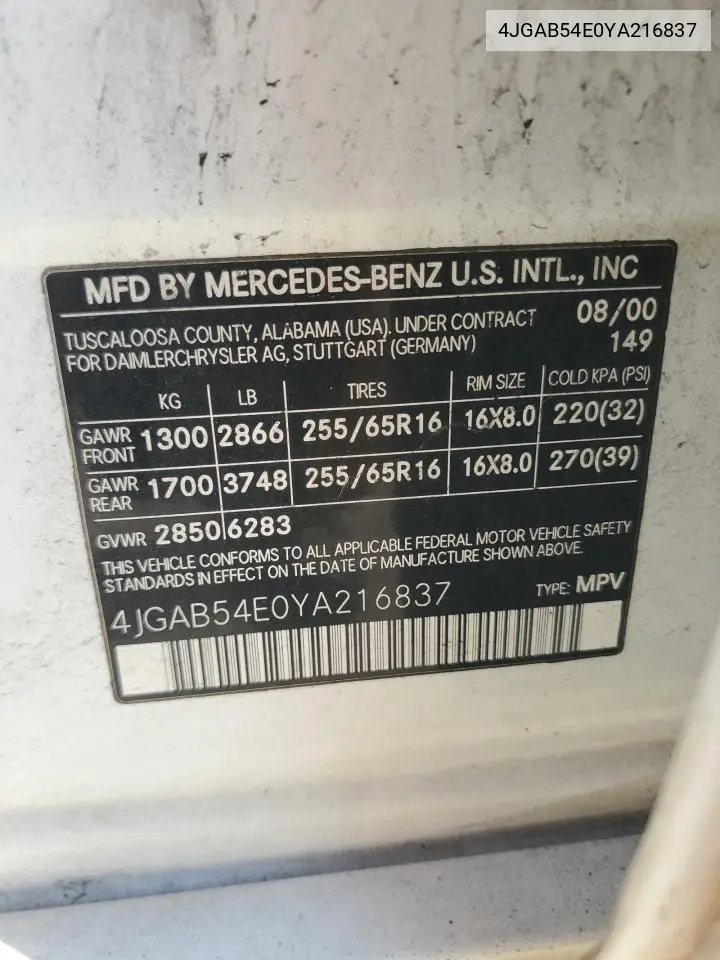 4JGAB54E0YA216837
MFD BY MERCEDES-BENZ U.S. INTL., INC
TUSCALOOSA COUNTY, ALABAMA (USA). UNDER CONTRACT 08/00
FOR DAIMLERCHRYSLER AG, STUTTGART (GERMANY) 149
KG LB TIRES RIM SIZE COLD KPA (PSI)
GAWR FRONT 1300 2866 255/65R16 16X8.0 220(32)
GAWR REAR 1700 3748 255/65R16 16X8.0 270(39)
GVWR 2850 6283
THIS VEHICLE CONFORMS TO ALL APPLICABLE FEDERAL MOTOR VEHICLE SAFETY
STANDARDS IN EFFECT ON THE DATE OF MANUFACTURE SHOWN ABOVE.
4JGAB54E0YA216837 TYPE: MPV